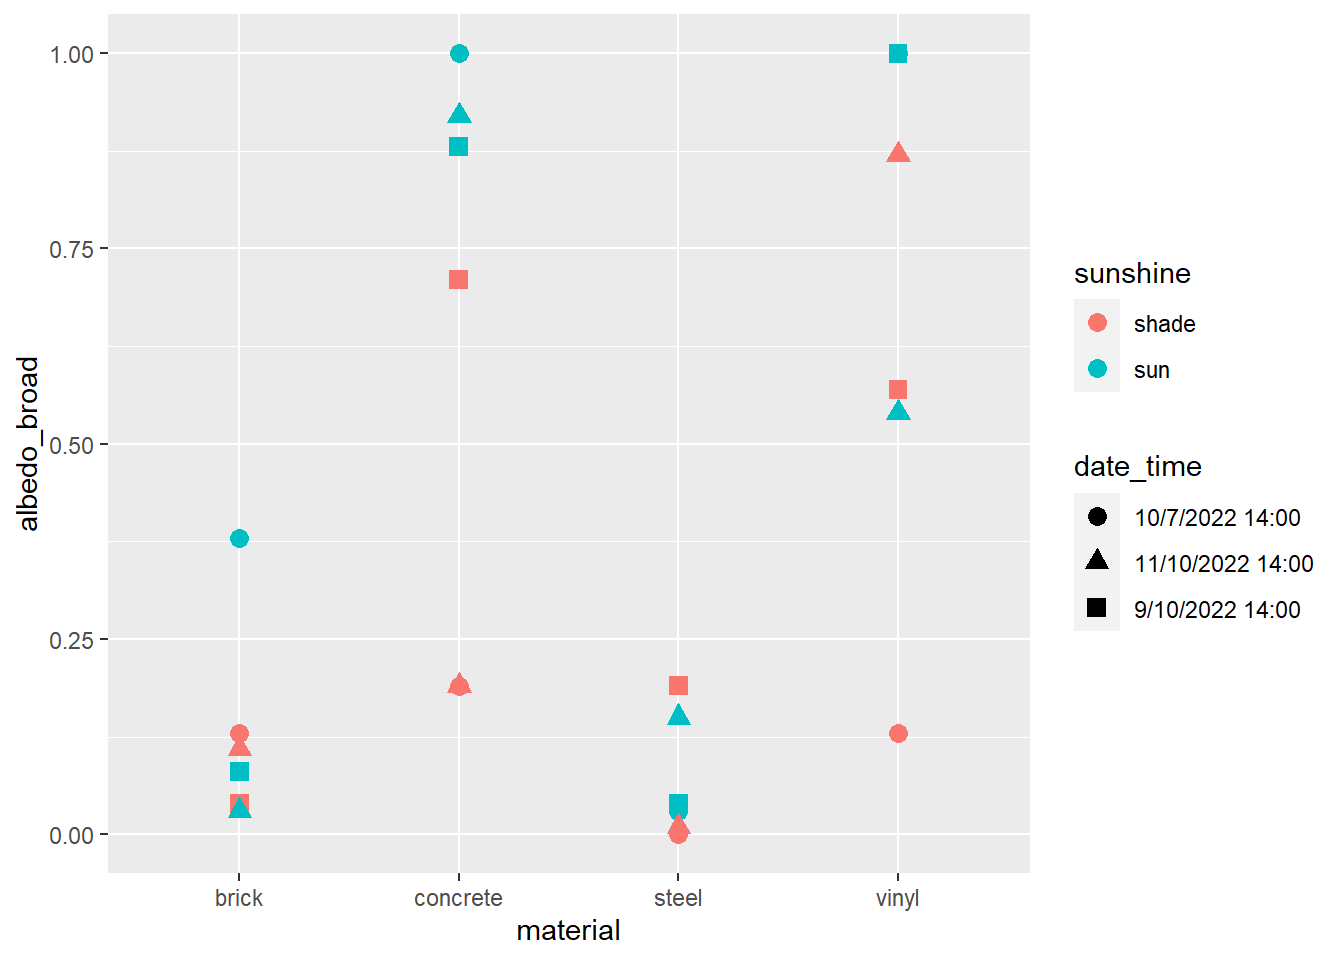 1.00
0.75
0.50
0.25
0.00
albedo_broad
brick
concrete
steel
vinyl
material
sunshine
shade
sun
date_time
10/7/2022 14:00
11/10/2022 14:00
9/10/2022 14:00